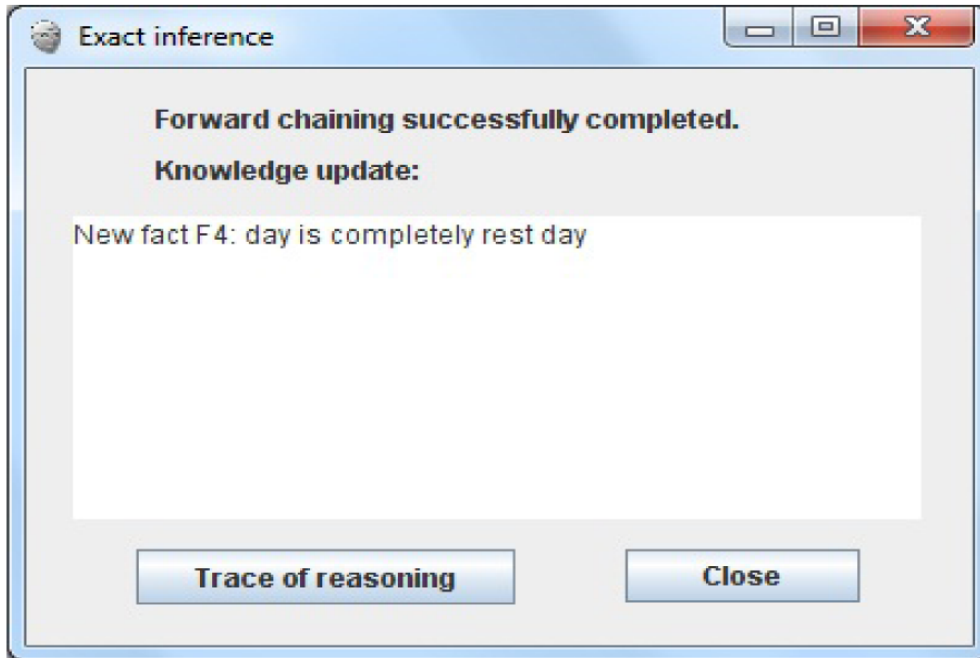 Exact inference
Forward chaining successfully completed.
Knowledge update:
New fact F4: day is completely rest day
Trace of reasoning
Close